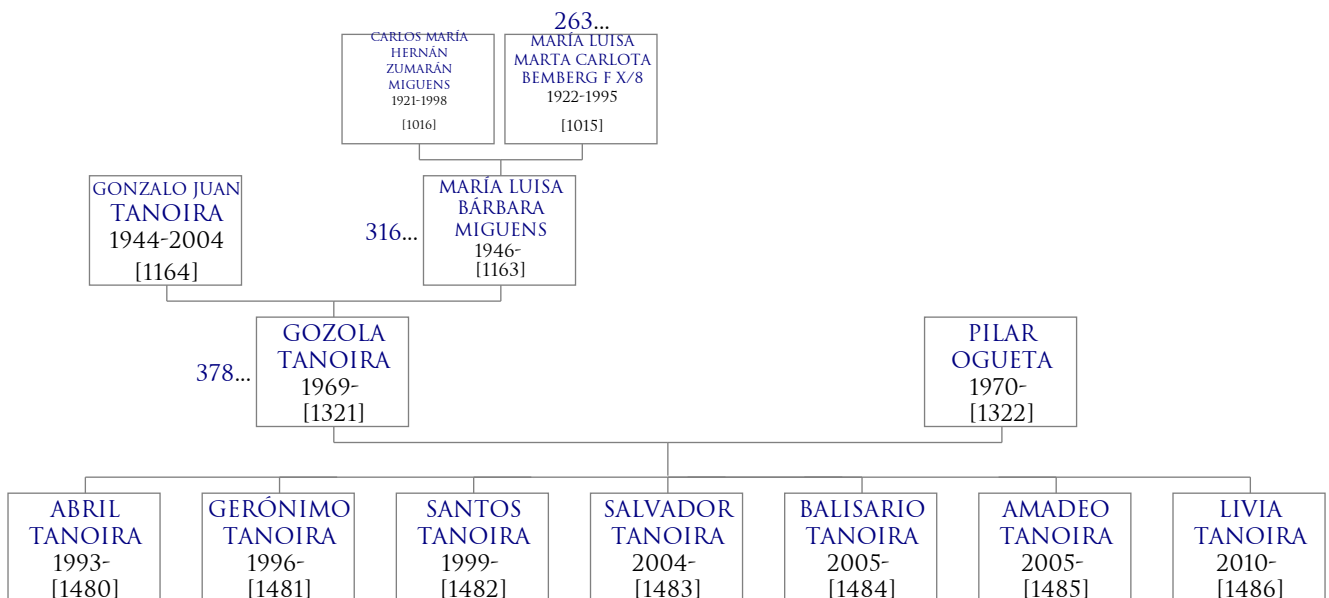 263...
CARLOS MARÍA
HERNÁN
ZUMARÁN
MIGUENS
1921-1998
[1016]
MARÍA LUISA
MARTA CARLOTA
BEMBERG F X/8
1922-1995
[1015]
GONZALO JUAN
TANOIRA
1944-2004
[1164]
316...
MARÍA LUISA
BÁRBARA
MIGUENS
1946-
[1163]
378...
GOZOLA
TANOIRA
1969-
[1321]
PILAR
OGUETA
1970-
[1322]
ABRIL
TANOIRA
1993-
[1480]
GERÓNIMO
TANOIRA
1996-
[1481]
SANTOS
TANOIRA
1999-
[1482]
SALVADOR
TANOIRA
2004-
[1483]
BALISARIO
TANOIRA
2005-
[1484]
AMADEO
TANOIRA
2005-
[1485]
LIVIA
TANOIRA
2010-
[1486]